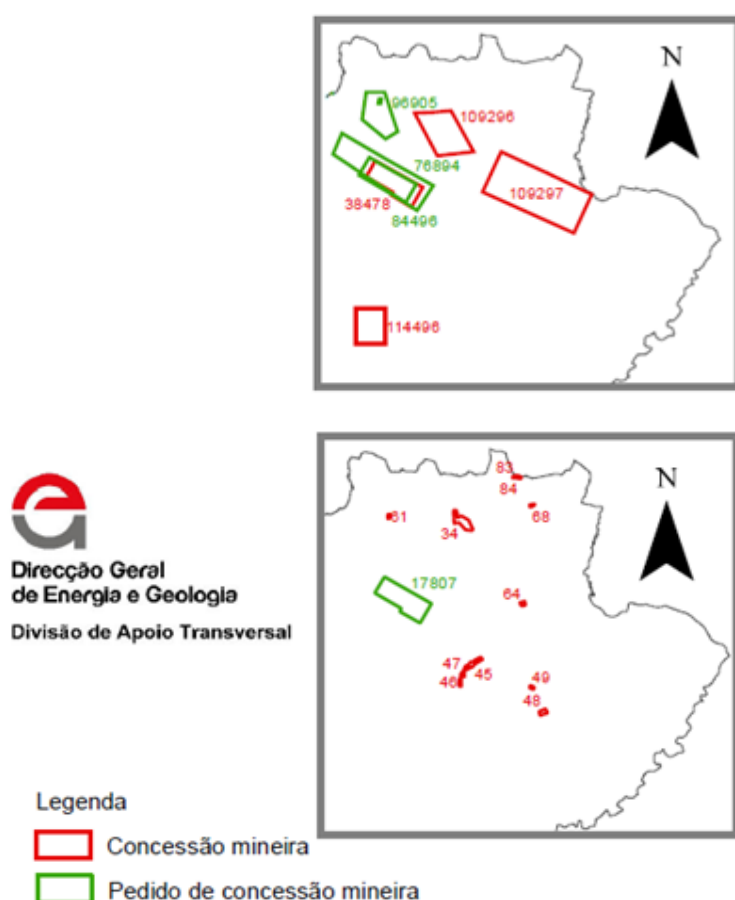 N
96905
109296
76894
109297
38478
84496
114496
Direcção Geral
de Energia e Geologia
Divisão de Apoio Transversal
83
N
84
61
68
34
17807
64
47
45
46
49
48
Legenda
Concessão mineira
Pedido de concessão mineira